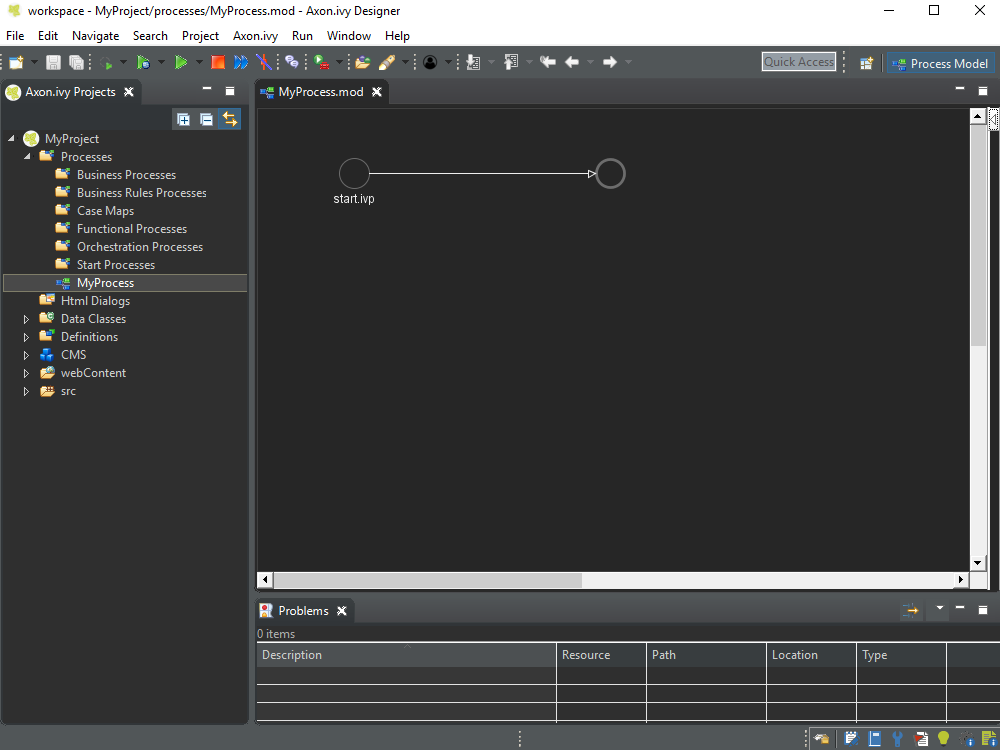 workspace - MyProject/processes/MyProcess.mod - Axon.ivy Designer
File Edit Navigate Search Project Axon.ivy Run Window Help
Quick Access
Process Model
Axon.ivy Projects
MyProcess.mod
MyProject
Processes
Business Processes
Business Rules Processes
Case Maps
Functional Processes
Orchestration Processes
Start Processes
MyProcess
Html Dialogs
Data Classes
Definitions
CMS
webContent
src
start.ivp
Problems
0 items
Description Resource Path Location Type